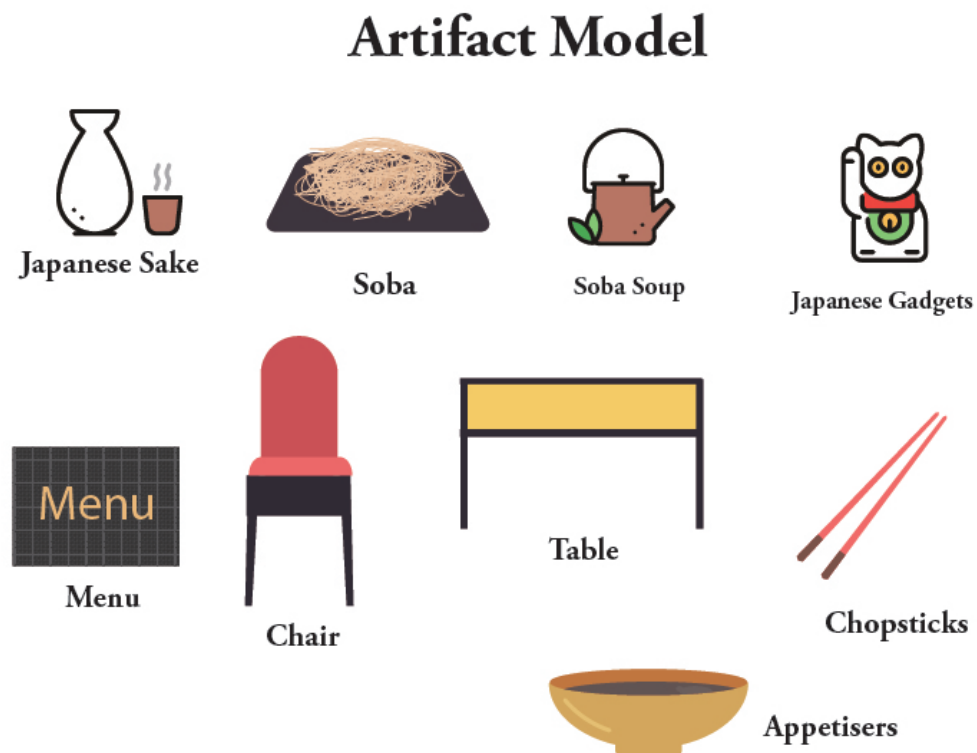 Artifact Model
Japanese Sake
Soba
Soba Soup
Japanese Gadgets
Menu
Menu
Chair
Table
Chopsticks
Appetisers